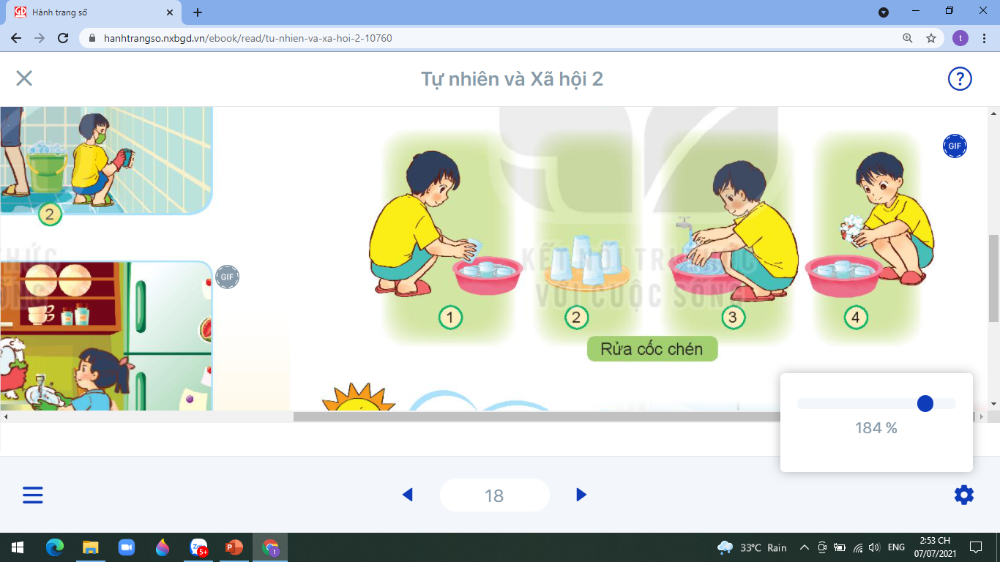 Hành trang số
hanhtrangso.nxbgd.vn/ebook/read/tu-nhien-va-xa-hoi-2-10760
t
Tự nhiên và Xã hội 2
?
GIF
2
GIF
KẾT NỐI TRI THỨC
VỚI CUỘC SỐNG
1
2
3
4
Rửa cốc chén
184 %
18
5+
33°C Rain
ENG
2:53 CH
07/07/2021